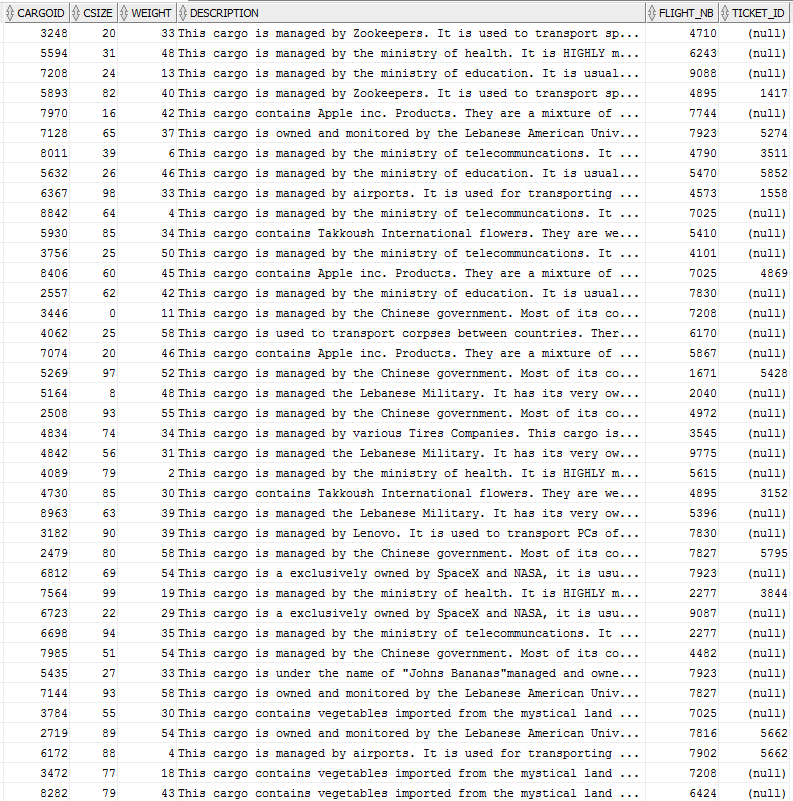 CARGOID CSIZE WEIGHT DESCRIPTION FLIGHT_NB TICKET_ID
3248 20 33 This cargo is managed by Zookeepers. It is used to transport sp... 4710 (null)
5594 31 48 This cargo is managed by the ministry of health. It is HIGHLY m... 6243 (null)
7208 24 13 This cargo is managed by the ministry of education. It is usual... 9088 (null)
5893 82 40 This cargo is managed by Zookeepers. It is used to transport sp... 4895 1417
7970 16 42 This cargo contains Apple inc. Products. They are a mixture of ... 7744 (null)
7128 65 37 This cargo is owned and monitored by the Lebanese American Univ... 7923 5274
8011 39 6 This cargo is managed by the ministry of telecommuncations. It ... 4790 3511
5632 26 46 This cargo is managed by the ministry of education. It is usual... 5470 5852
6367 98 33 This cargo is managed by airports. It is used for transporting ... 4573 1558
8842 64 4 This cargo is managed by the ministry of telecommuncations. It ... 7025 (null)
5930 85 34 This cargo contains Takkoush International flowers. They are we... 5410 (null)
3756 25 50 This cargo is managed by the ministry of telecommuncations. It ... 4101 (null)
8406 60 45 This cargo contains Apple inc. Products. They are a mixture of ... 7025 4869
2557 62 42 This cargo is managed by the ministry of education. It is usual... 7830 (null)
3446 0 11 This cargo is managed by the Chinese government. Most of its co... 7208 (null)
4062 25 58 This cargo is used to transport corpses between countries. Ther... 6170 (null)
7074 20 46 This cargo contains Apple inc. Products. They are a mixture of ... 5867 (null)
5269 97 52 This cargo is managed by the Chinese government. Most of its co... 1671 5428
5164 8 48 This cargo is managed the Lebanese Military. It has its very ow... 2040 (null)
2508 93 55 This cargo is managed by the Chinese government. Most of its co... 4972 (null)
4834 74 34 This cargo is managed by various Tires Companies. This cargo is... 3545 (null)
4842 56 31 This cargo is managed the Lebanese Military. It has its very ow... 9775 (null)
4089 79 2 This cargo is managed by the ministry of health. It is HIGHLY m... 5615 (null)
4730 85 30 This cargo contains Takkoush International flowers. They are we... 4895 3152
8963 63 39 This cargo is managed the Lebanese Military. It has its very ow... 5396 (null)
3182 90 39 This cargo is managed by Lenovo. It is used to transport PCs of... 7830 (null)
2479 80 58 This cargo is managed by the Chinese government. Most of its co... 7827 5795
6812 69 54 This cargo is a exclusively owned by SpaceX and NASA, it is usu... 7923 (null)
7564 99 19 This cargo is managed by the ministry of health. It is HIGHLY m... 2277 3844
6723 22 29 This cargo is a exclusively owned by SpaceX and NASA, it is usu... 9087 (null)
6698 94 35 This cargo is managed by the ministry of telecommuncations. It ... 2277 (null)
7985 51 54 This cargo is managed by the Chinese government. Most of its co... 4482 (null)
5435 27 33 This cargo is under the name of "Johns Bananas"managed and owne... 7923 (null)
7144 93 58 This cargo is owned and monitored by the Lebanese American Univ... 7827 (null)
3784 55 30 This cargo contains vegetables imported from the mystical land ... 7025 (null)
2719 89 54 This cargo is owned and monitored by the Lebanese American Univ... 7816 5662
6172 88 4 This cargo is managed by airports. It is used for transporting ... 7902 5662
3472 77 18 This cargo contains vegetables imported from the mystical land ... 7208 (null)
8282 79 43 This cargo contains vegetables imported from the mystical land ... 6424 (null)